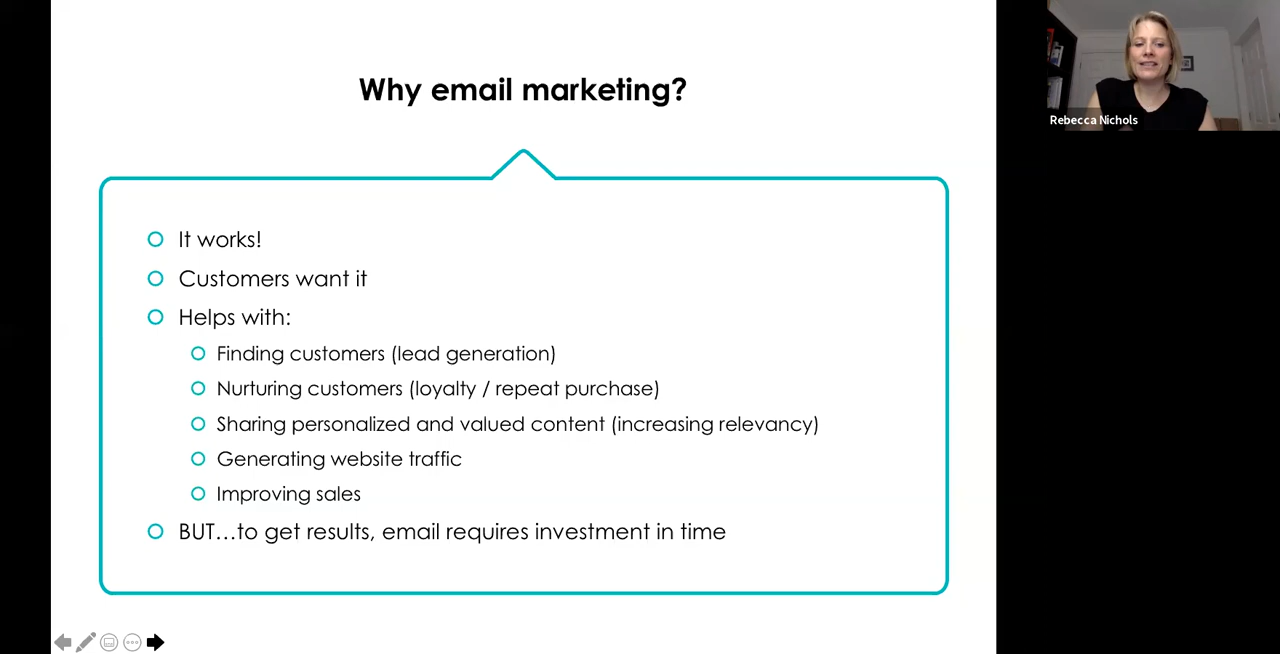 Why email marketing?
It works!
Customers want it
Helps with:
Finding customers (lead generation)
Nurturing customers (loyalty / repeat purchase)
Sharing personalized and valued content (increasing relevancy)
Generating website traffic
Improving sales
BUT...to get results, email requires investment in time
Rebecca Nichols